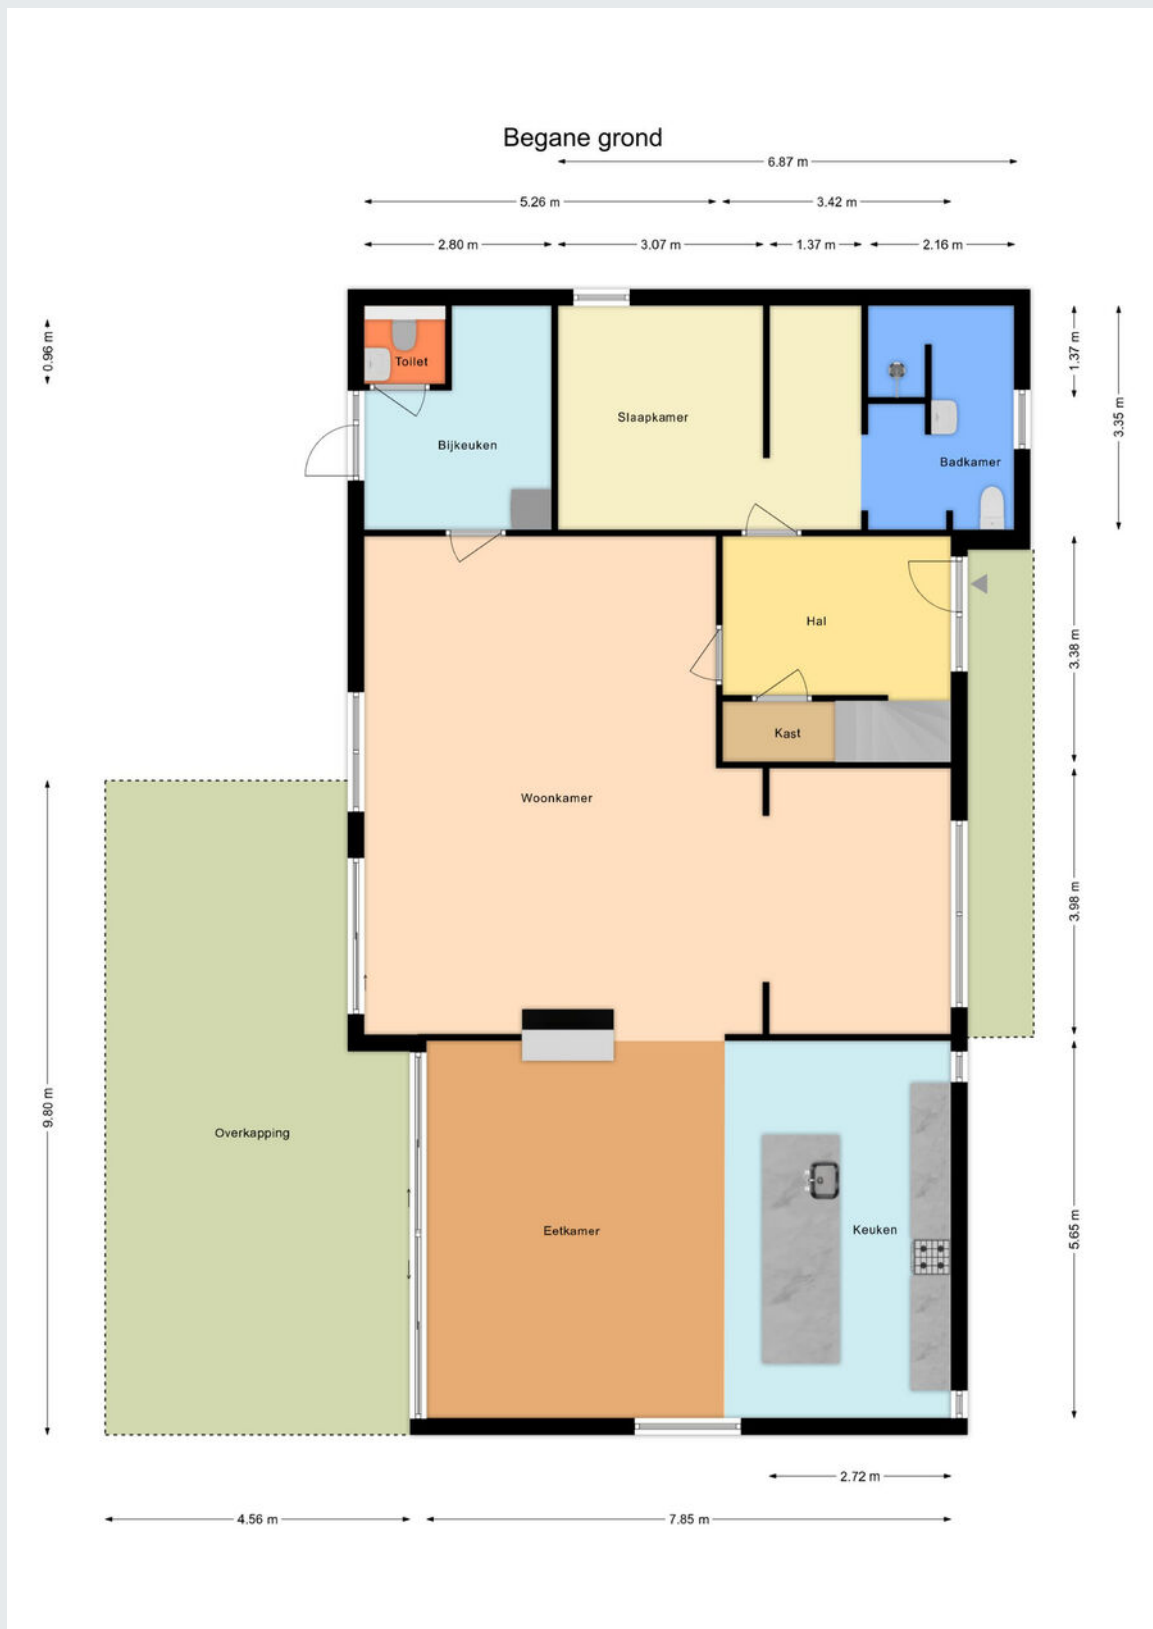 Begane grond
6.87 m
5.26 m
3.42 m
2.80 m
3.07 m
1.37 m
2.16 m
0.96 m
1.37 m
3.35 m
Toilet
Slaapkamer
Bijkeuken
Badkamer
Hal
3.38 m
Kast
Woonkamer
3.98 m
9.80 m
Overkapping
Eetkamer
Keuken
5.65 m
2.72 m
4.56 m
7.85 m